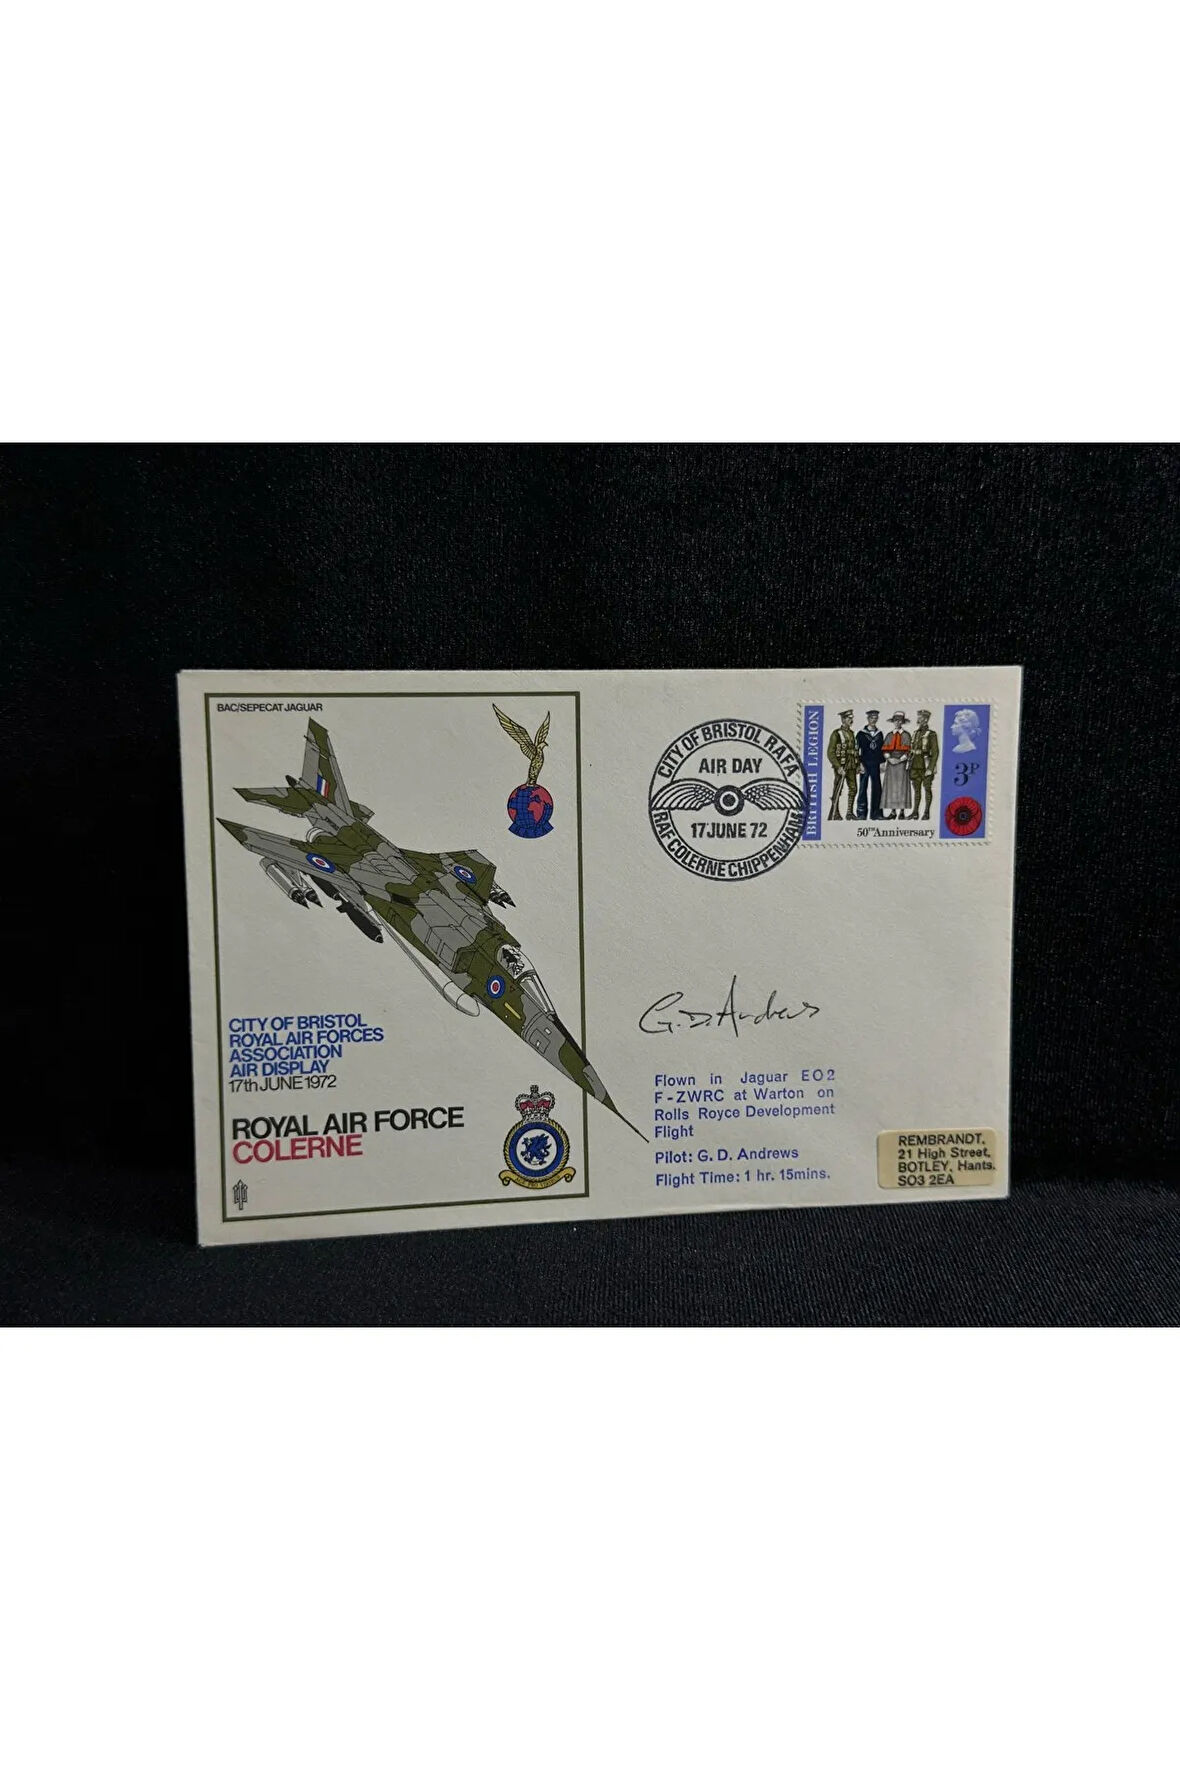 BAC/SEPECAT JAGUAR
CITY OF BRISTOL
ROYAL AIR FORCES
ASSOCIATION
AIR DISPLAY
17th JUNE 1972
ROYAL AIR FORCE
COLERNE
CITY OF BRISTOL RAFA
AIR DAY
17 JUNE 72
RAF COLERNE CHIPPENHAM
BRITISH LEGION
3P
50TH Anniversary
G.D. Andrews
Flown in Jaguar EO2
F-ZWRC at Warton on
Rolls Royce Development
Flight
Pilot: G. D. Andrews
Flight Time: 1 hr. 15mins.
REMBRANDT,
21 High Street,
BOTLEY, Hants.
SO3 2EA